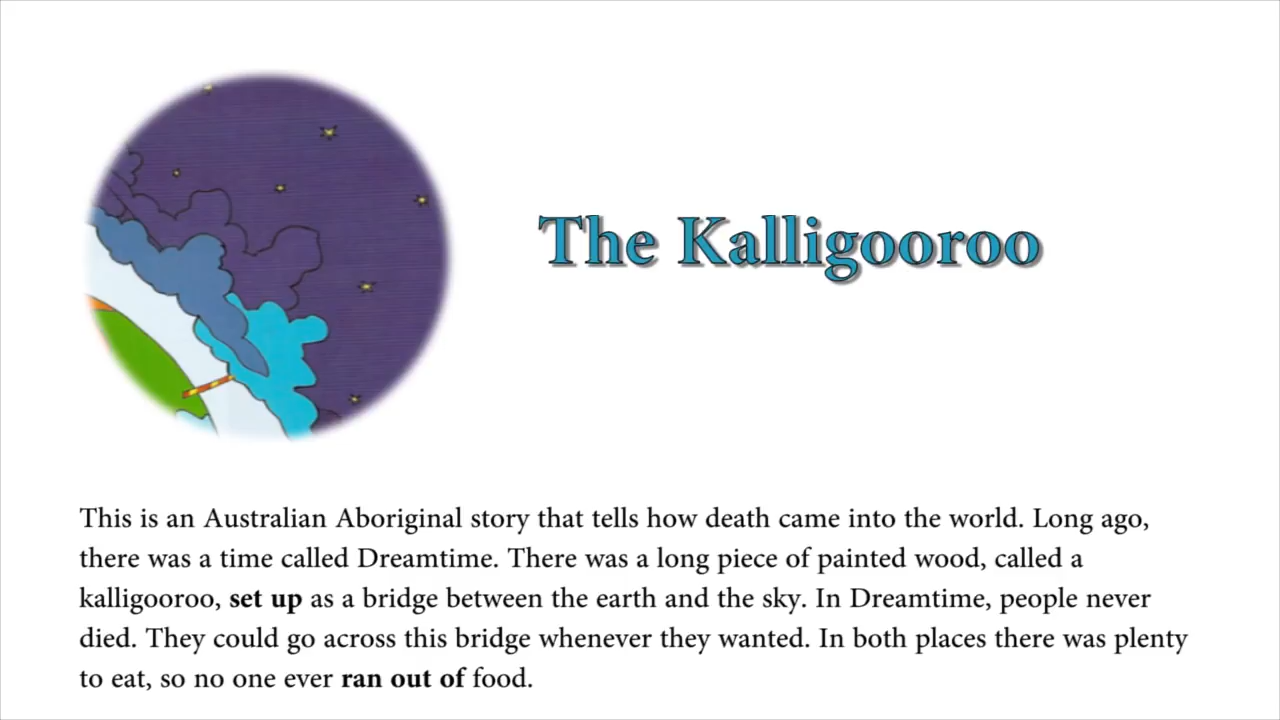 The Kalligooroo
This is an Australian Aboriginal story that tells how death came into the world. Long ago,
there was a time called Dreamtime. There was a long piece of painted wood, called a
kalligooroo, set up as a bridge between the earth and the sky. In Dreamtime, people never
died. They could go across this bridge whenever they wanted. In both places there was plenty
to eat, so no one ever ran out of food.